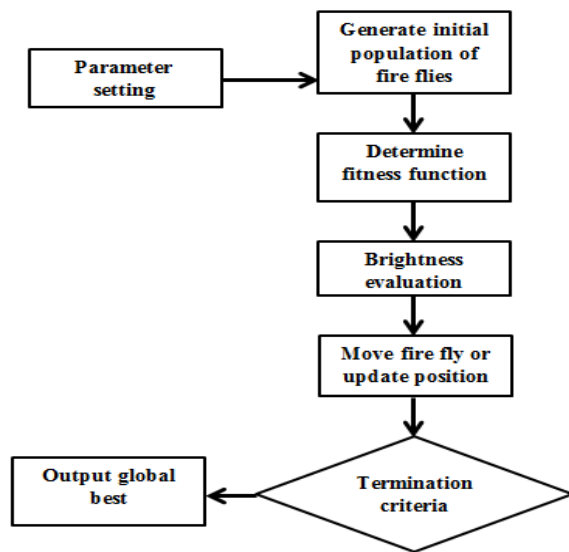 Generate initial
population of
fire flies
Parameter
setting
Determine
fitness function
Brightness
evaluation
Move fire fly or
update position
Termination
criteria
Output global
best